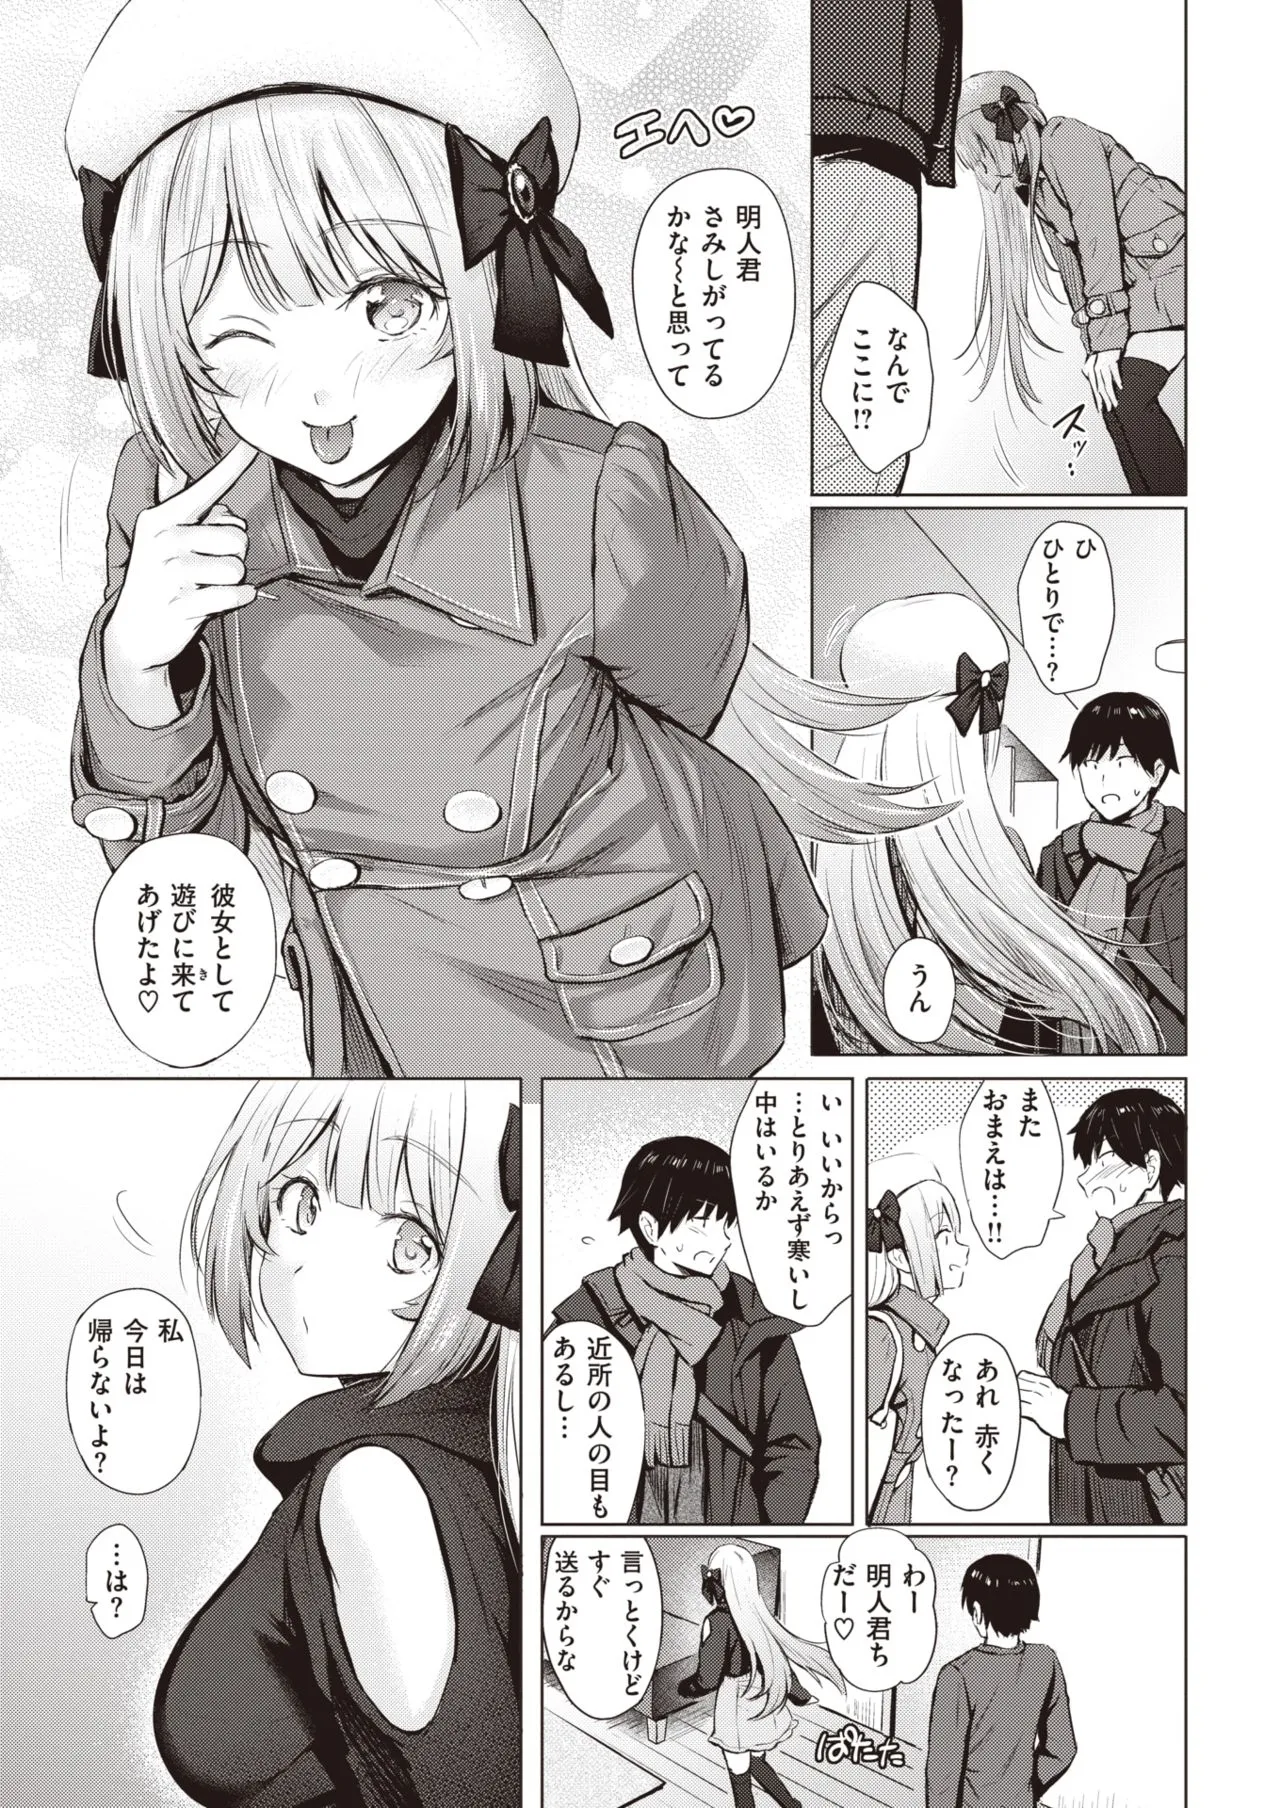 なんで
ここに!?
スッ…
ひ
ひとりで…?
うん
エヘ♡
明人君
さみしがってる
かな〜と思って
彼女として
遊びに来て
き
あげたよ♡
また
おまえは…!!
あれ 赤く
なったー?
い いいからっ
…とりあえず寒いし
中はいるか
近所の人の目も
あるし…
わー
明人君ち
だー♡
ぱたた
言っとくけど
すぐ
送るからな
私
今日は
帰らないよ?
…は?